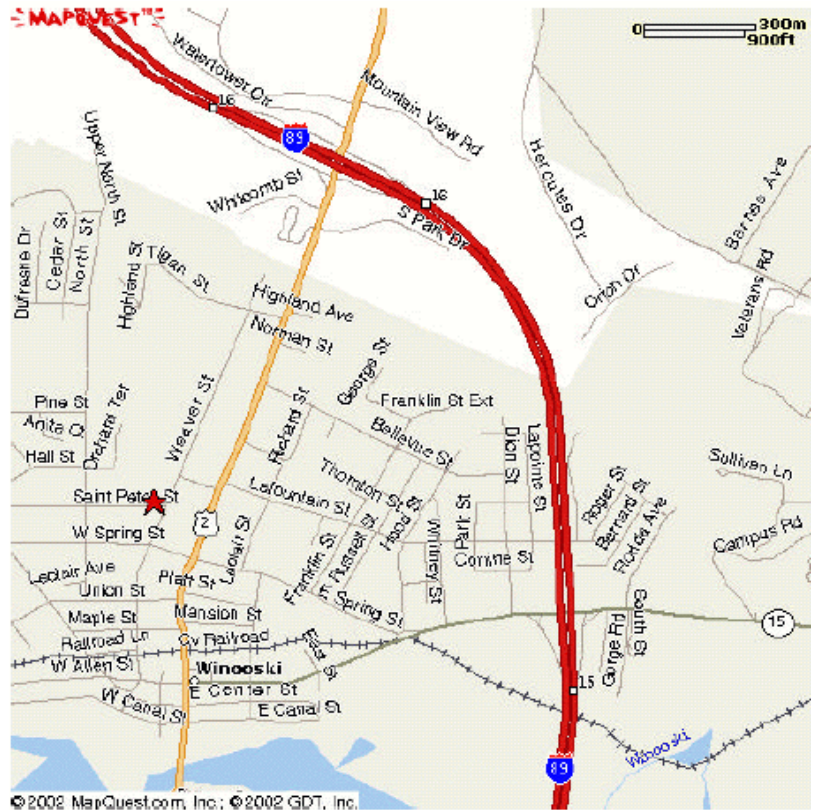 MAPQUEST
0 300m
900ft
Watertower Cir
Mountain View Rd
16
89
Upper North St
Whitcomb St
16
S Park Dr
Hercules Dr
Barnes Ave
Veterans Rd
Orion Dr
Dufresne Dr
Cedar St
North St
Highland St
Tigan St
Highland Ave
Norman St
George St
Franklin St Ext
Pine St
Anita Ct
Hall St
Weaver St
Richard St
Bellevue St
Dion St
Lapointe St
Saint Peter St
Lafountain St
Thornton St
Roger St
Bernard St
Sullivan Ln
W Spring St
2
Leclair St
Franklin St
Hood St
Whitney St
Park St
Campus Rd
Leclair Ave
Platt St
Union St
Spring St
Maple St
Mansion St
South St
15
Railroad Ln
Cv Railroad
East St
Gorge Rd
W Allen St
Winooski
E Center St
15
W Canal St
E Canal St
Winooski
89
©2002 MapQuest.com, Inc.; ©2002 GDT, Inc.